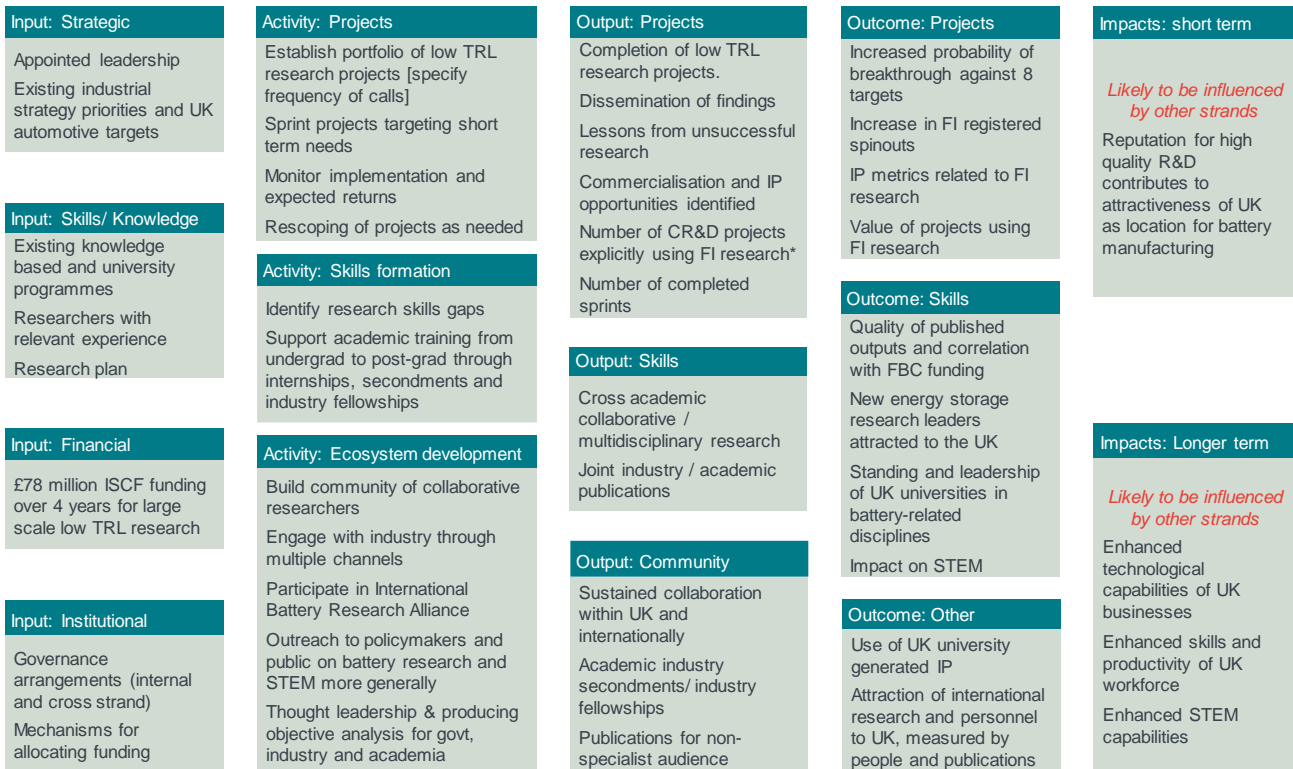 Input: Strategic
Appointed leadership
Existing industrial
strategy priorities and UK
automotive targets
Input: Skills/ Knowledge
Existing knowledge
based and university
programmes
Researchers with
relevant experience
Research plan
Input: Financial
£78 million ISCF funding
over 4 years for large
scale low TRL research
Input: Institutional
Governance
arrangements (internal
and cross strand)
Mechanisms for
allocating funding
Activity: Projects
Establish portfolio of low TRL
research projects [specify
frequency of calls]
Sprint projects targeting short
term needs
Monitor implementation and
expected returns
Rescoping of projects as needed
Activity: Skills formation
Identify research skills gaps
Support academic training from
undergrad to post-grad through
internships, secondments and
industry fellowships
Activity: Ecosystem development
Build community of collaborative
researchers
Engage with industry through
multiple channels
Participate in International
Battery Research Alliance
Outreach to policymakers and
public on battery research and
STEM more generally
Thought leadership & producing
objective analysis for govt,
industry and academia
Output: Projects
Completion of low TRL
research projects.
Dissemination of findings
Lessons from unsuccessful
research
Commercialisation and IP
opportunities identified
Number of CR&D projects
explicitly using FI research*
Number of completed
sprints
Output: Skills
Cross academic
collaborative /
multidisciplinary research
Joint industry / academic
publications
Output: Community
Sustained collaboration
within UK and
internationally
Academic industry
secondments/ industry
fellowships
Publications for non-
specialist audience
Outcome: Projects
Increased probability of
breakthrough against 8
targets
Increase in FI registered
spinouts
IP metrics related to FI
research
Value of projects using
FI research
Outcome: Skills
Quality of published
outputs and correlation
with FBC funding
New energy storage
research leaders
attracted to the UK
Standing and leadership
of UK universities in
battery-related
disciplines
Impact on STEM
Outcome: Other
Use of UK university
generated IP
Attraction of international
research and personnel
to UK, measured by
people and publications
Impacts: short term
Likely to be influenced
by other strands
Reputation for high
quality R&D
contributes to
attractiveness of UK
as location for battery
manufacturing
Impacts: Longer term
Likely to be influenced
by other strands
Enhanced
technological
capabilities of UK
businesses
Enhanced skills and
productivity of UK
workforce
Enhanced STEM
capabilities